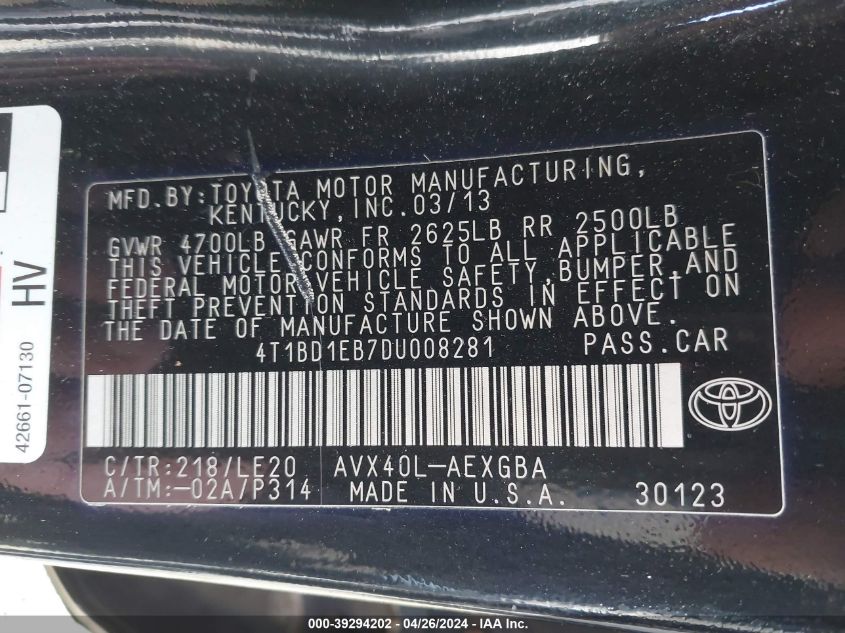 MFD.BY:TOYOTA MOTOR MANUFACTURING,
KENTUCKY,INC.03/13
GVWR 4700LB GAWR FR 2625LB RR 2500LB
THIS VEHICLE CONFORMS TO ALL APPLICABLE
FEDERAL MOTOR VEHICLE SAFETY,BUMPER,AND
THEFT PREVENTION STANDARDS IN EFFECT ON
THE DATE OF MANUFACTURE SHOWN ABOVE.
4T1BD1EB7DU008281 PASS.CAR
C/TR:218/LE20 AVX40L-AEXGBA
A/TM:-02A/P314 MADE IN U.S.A. 30123
HV
42661-07130
000-39294202 - 04/26/2024 - IAA Inc.